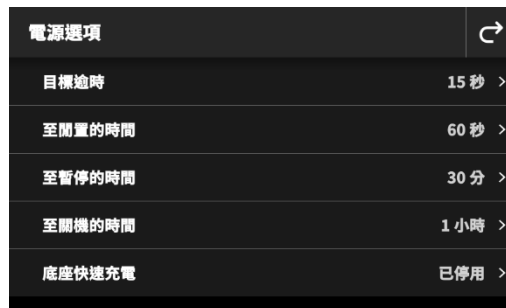 電源選項
目標逾時 15 秒
至閒置的時間 60 秒
至暫停的時間 30 分
至關機的時間 1 小時
底座快速充電 已停用